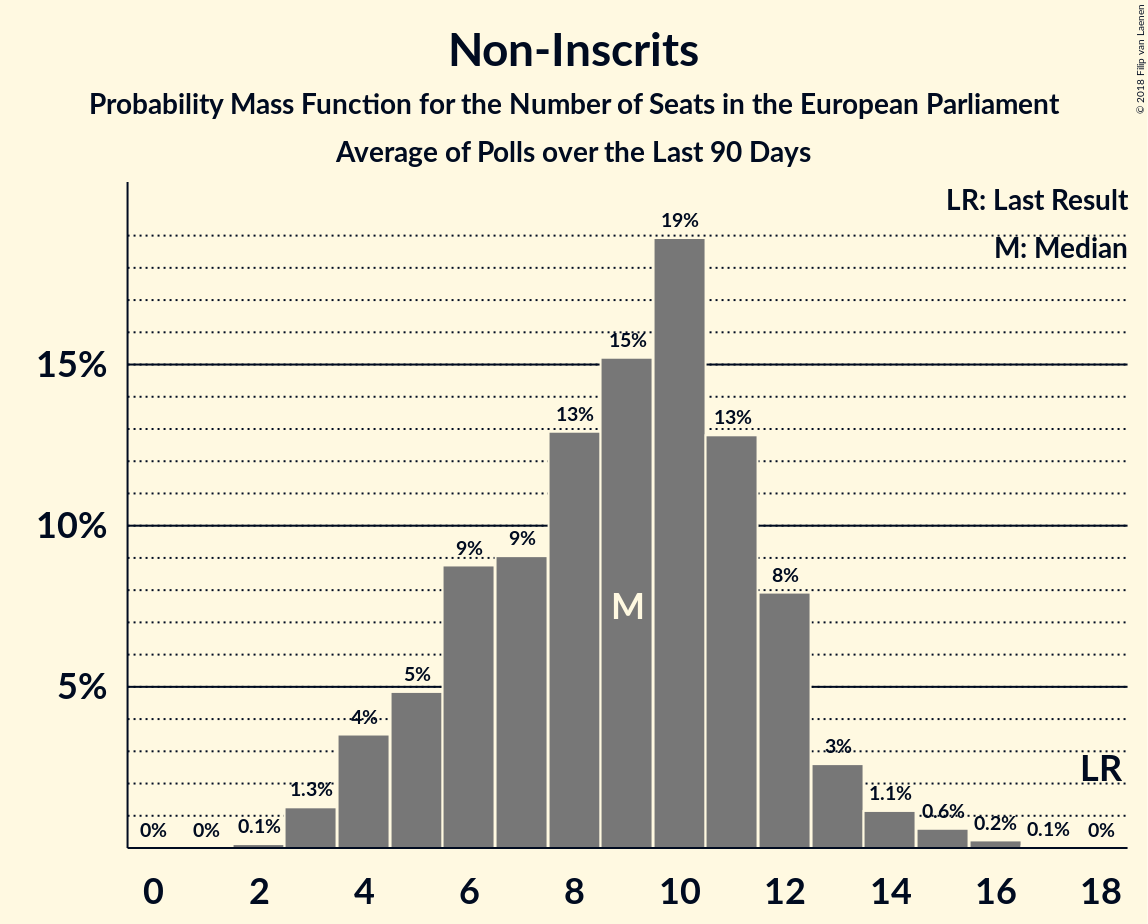 Non-Inscrits
Probability Mass Function for the Number of Seats in the European Parliament
Average of Polls over the Last 90 Days
© 2018 Filip van Laenen
LR: Last Result
M: Median
19%
15%
15%
13%
13%
10%
9%
9%
8%
M
5%
5%
4%
3%
LR
1.3%
1.1%
0.6%
0% 0% 0.1% 0.2% 0.1% 0%
0 2 4 6 8 10 12 14 16 18